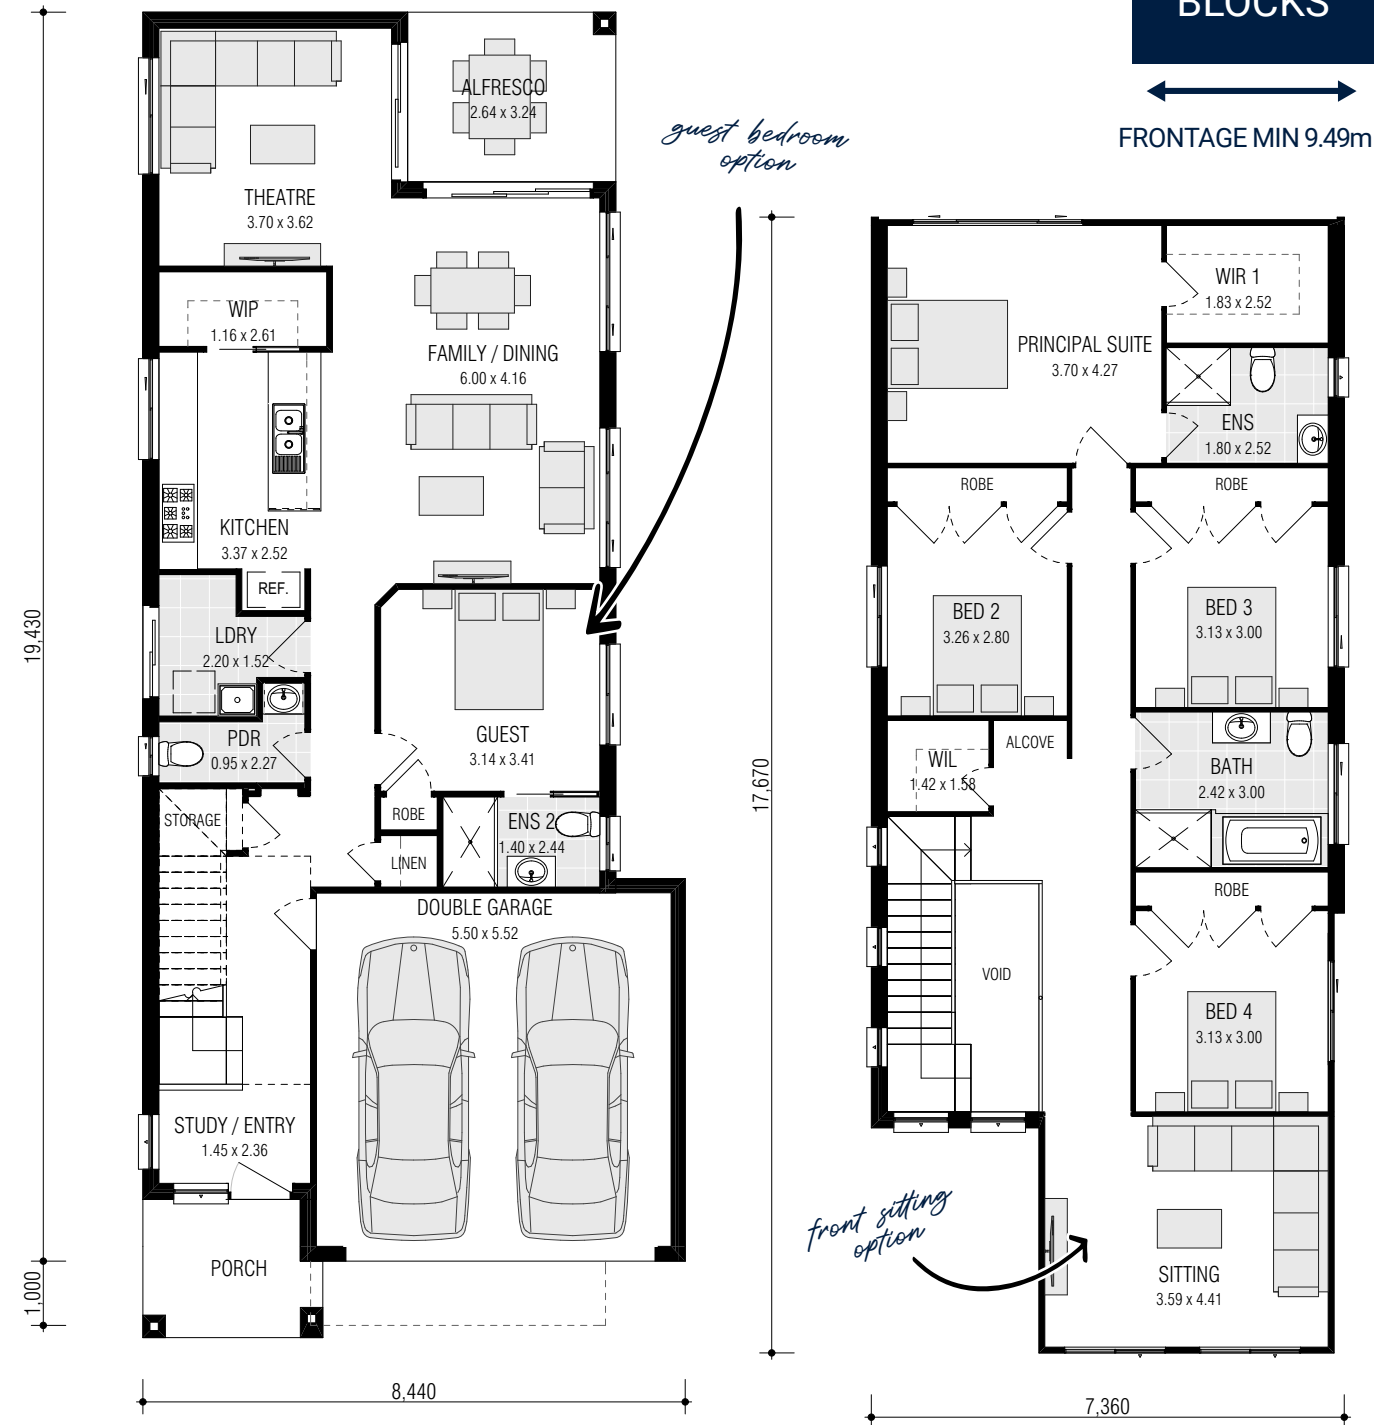 BLOCKS
FRONTAGE MIN 9.49m
guest bedroom
option
ALFRESCO
2.64 x 3.24
THEATRE
3.70 x 3.62
WIP
1.16 x 2.61
FAMILY / DINING
6.00 x 4.16
KITCHEN
3.37 x 2.52
REF.
LDRY
2.20 x 1.52
PDR
0.95 x 2.27
GUEST
3.14 x 3.41
STORAGE
ROBE
ENS 2
1.40 x 2.44
LINEN
DOUBLE GARAGE
5.50 x 5.52
STUDY / ENTRY
1.45 x 2.36
PORCH
19,430
1,000
8,440
WIR 1
1.83 x 2.52
PRINCIPAL SUITE
3.70 x 4.27
ENS
1.80 x 2.52
ROBE
ROBE
BED 2
3.26 x 2.80
BED 3
3.13 x 3.00
ALCOVE
WIL
1.42 x 1.58
BATH
2.42 x 3.00
ROBE
VOID
BED 4
3.13 x 3.00
front sitting
option
SITTING
3.59 x 4.41
17,670
7,360